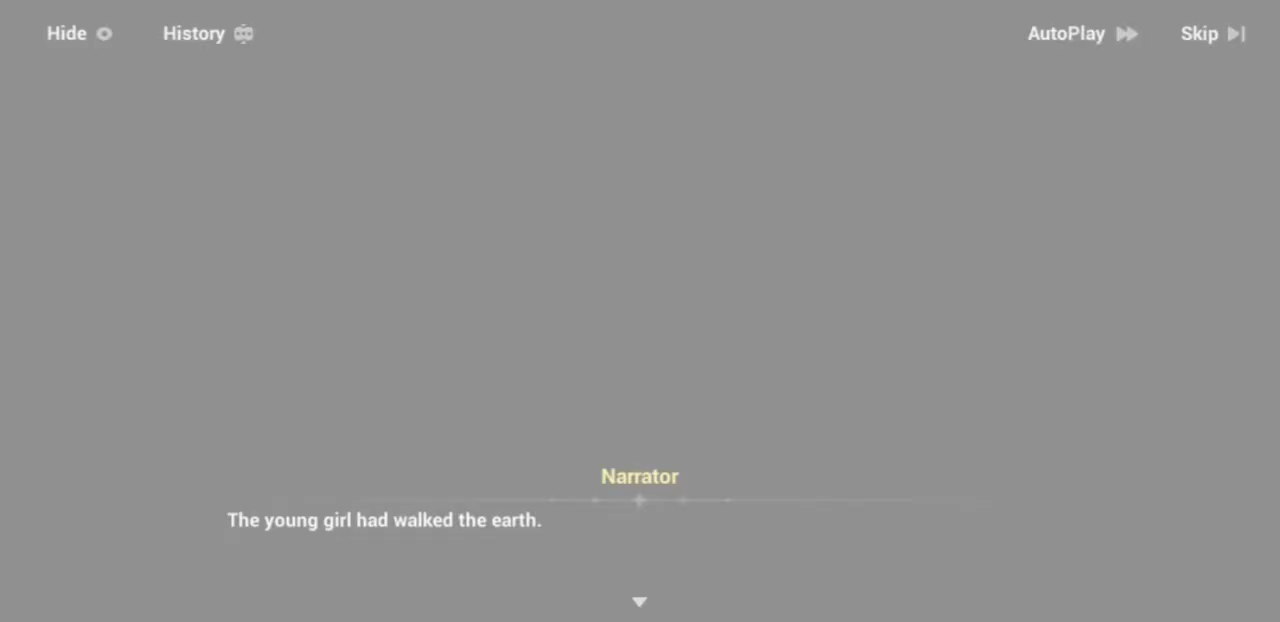 Hide
History
AutoPlay
Skip
Narrator
The young girl had walked the earth.